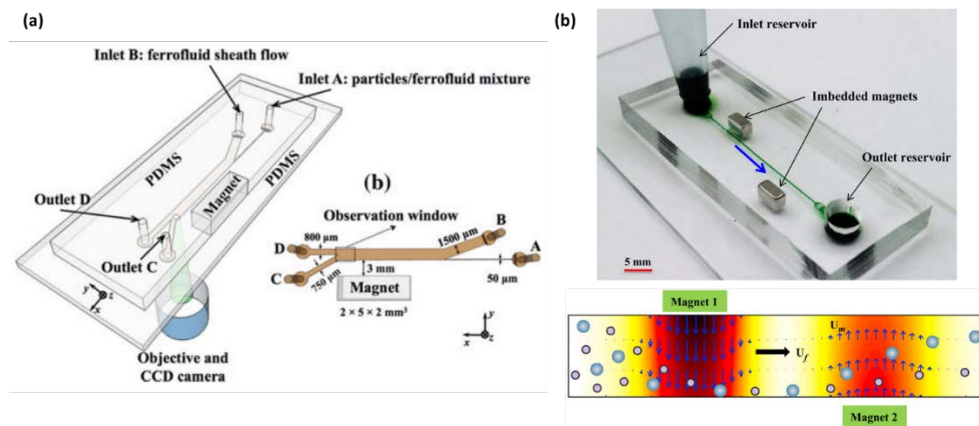 (a)
Inlet B: ferrofluid sheath flow
Inlet A: particles/ferrofluid mixture
PDMS
PDMS
Magnet
Outlet D
Outlet C
y
z
x
Objective and
CCD camera
(b)
Observation window
B
800 μm
1500 μm
A
D
C
750 μm
3 mm
50 μm
Magnet
2 × 5 × 2 mm³
y
x
z
(b)
Inlet reservoir
Imbedded magnets
Outlet reservoir
5 mm
Magnet 1
Um
Uf
Magnet 2